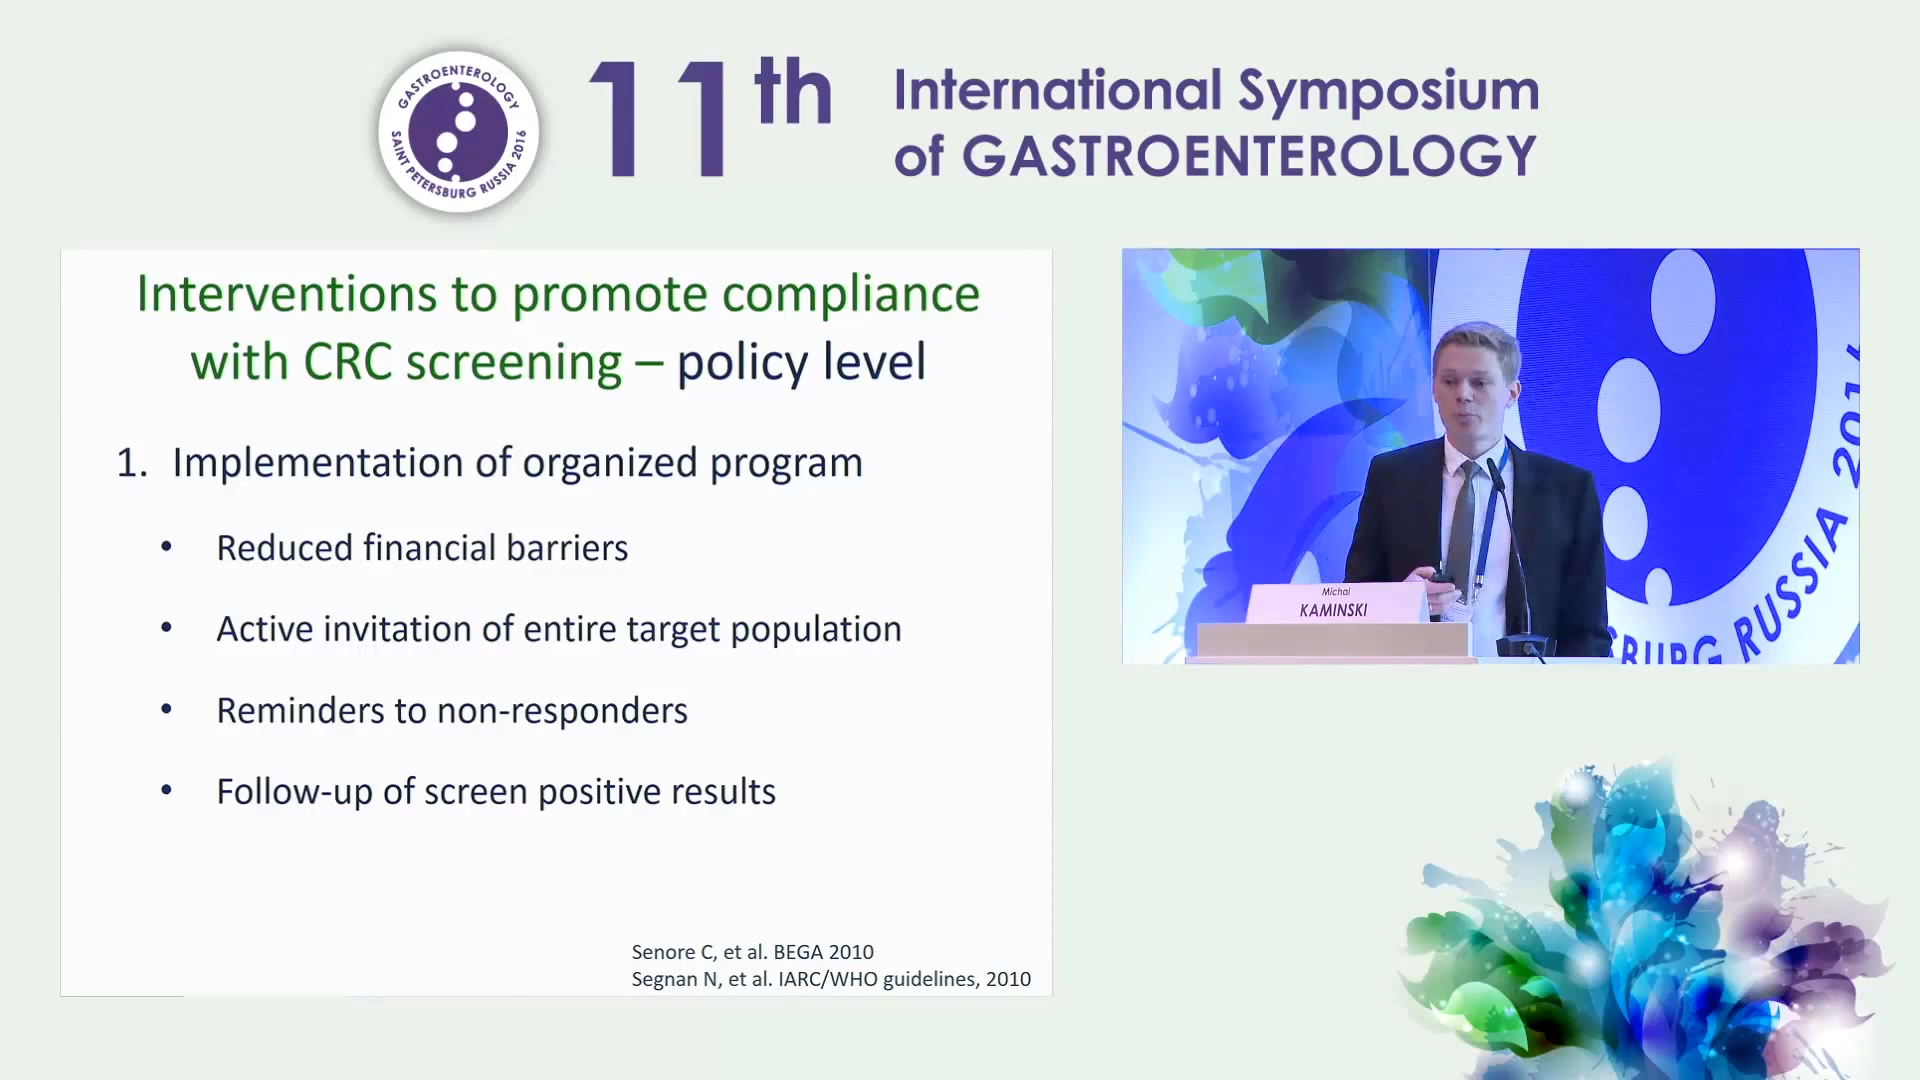 GASTROENTEROLOGY
SAINT PETERSBURG RUSSIA 2016
11th
International Symposium
of GASTROENTEROLOGY
Interventions to promote compliance
with CRC screening – policy level
1. Implementation of organized program
• Reduced financial barriers
• Active invitation of entire target population
• Reminders to non-responders
• Follow-up of screen positive results
Senore C, et al. BEGA 2010
Segnan N, et al. IARC/WHO guidelines, 2010
Michal
KAMINSKI
RUSSIA 201